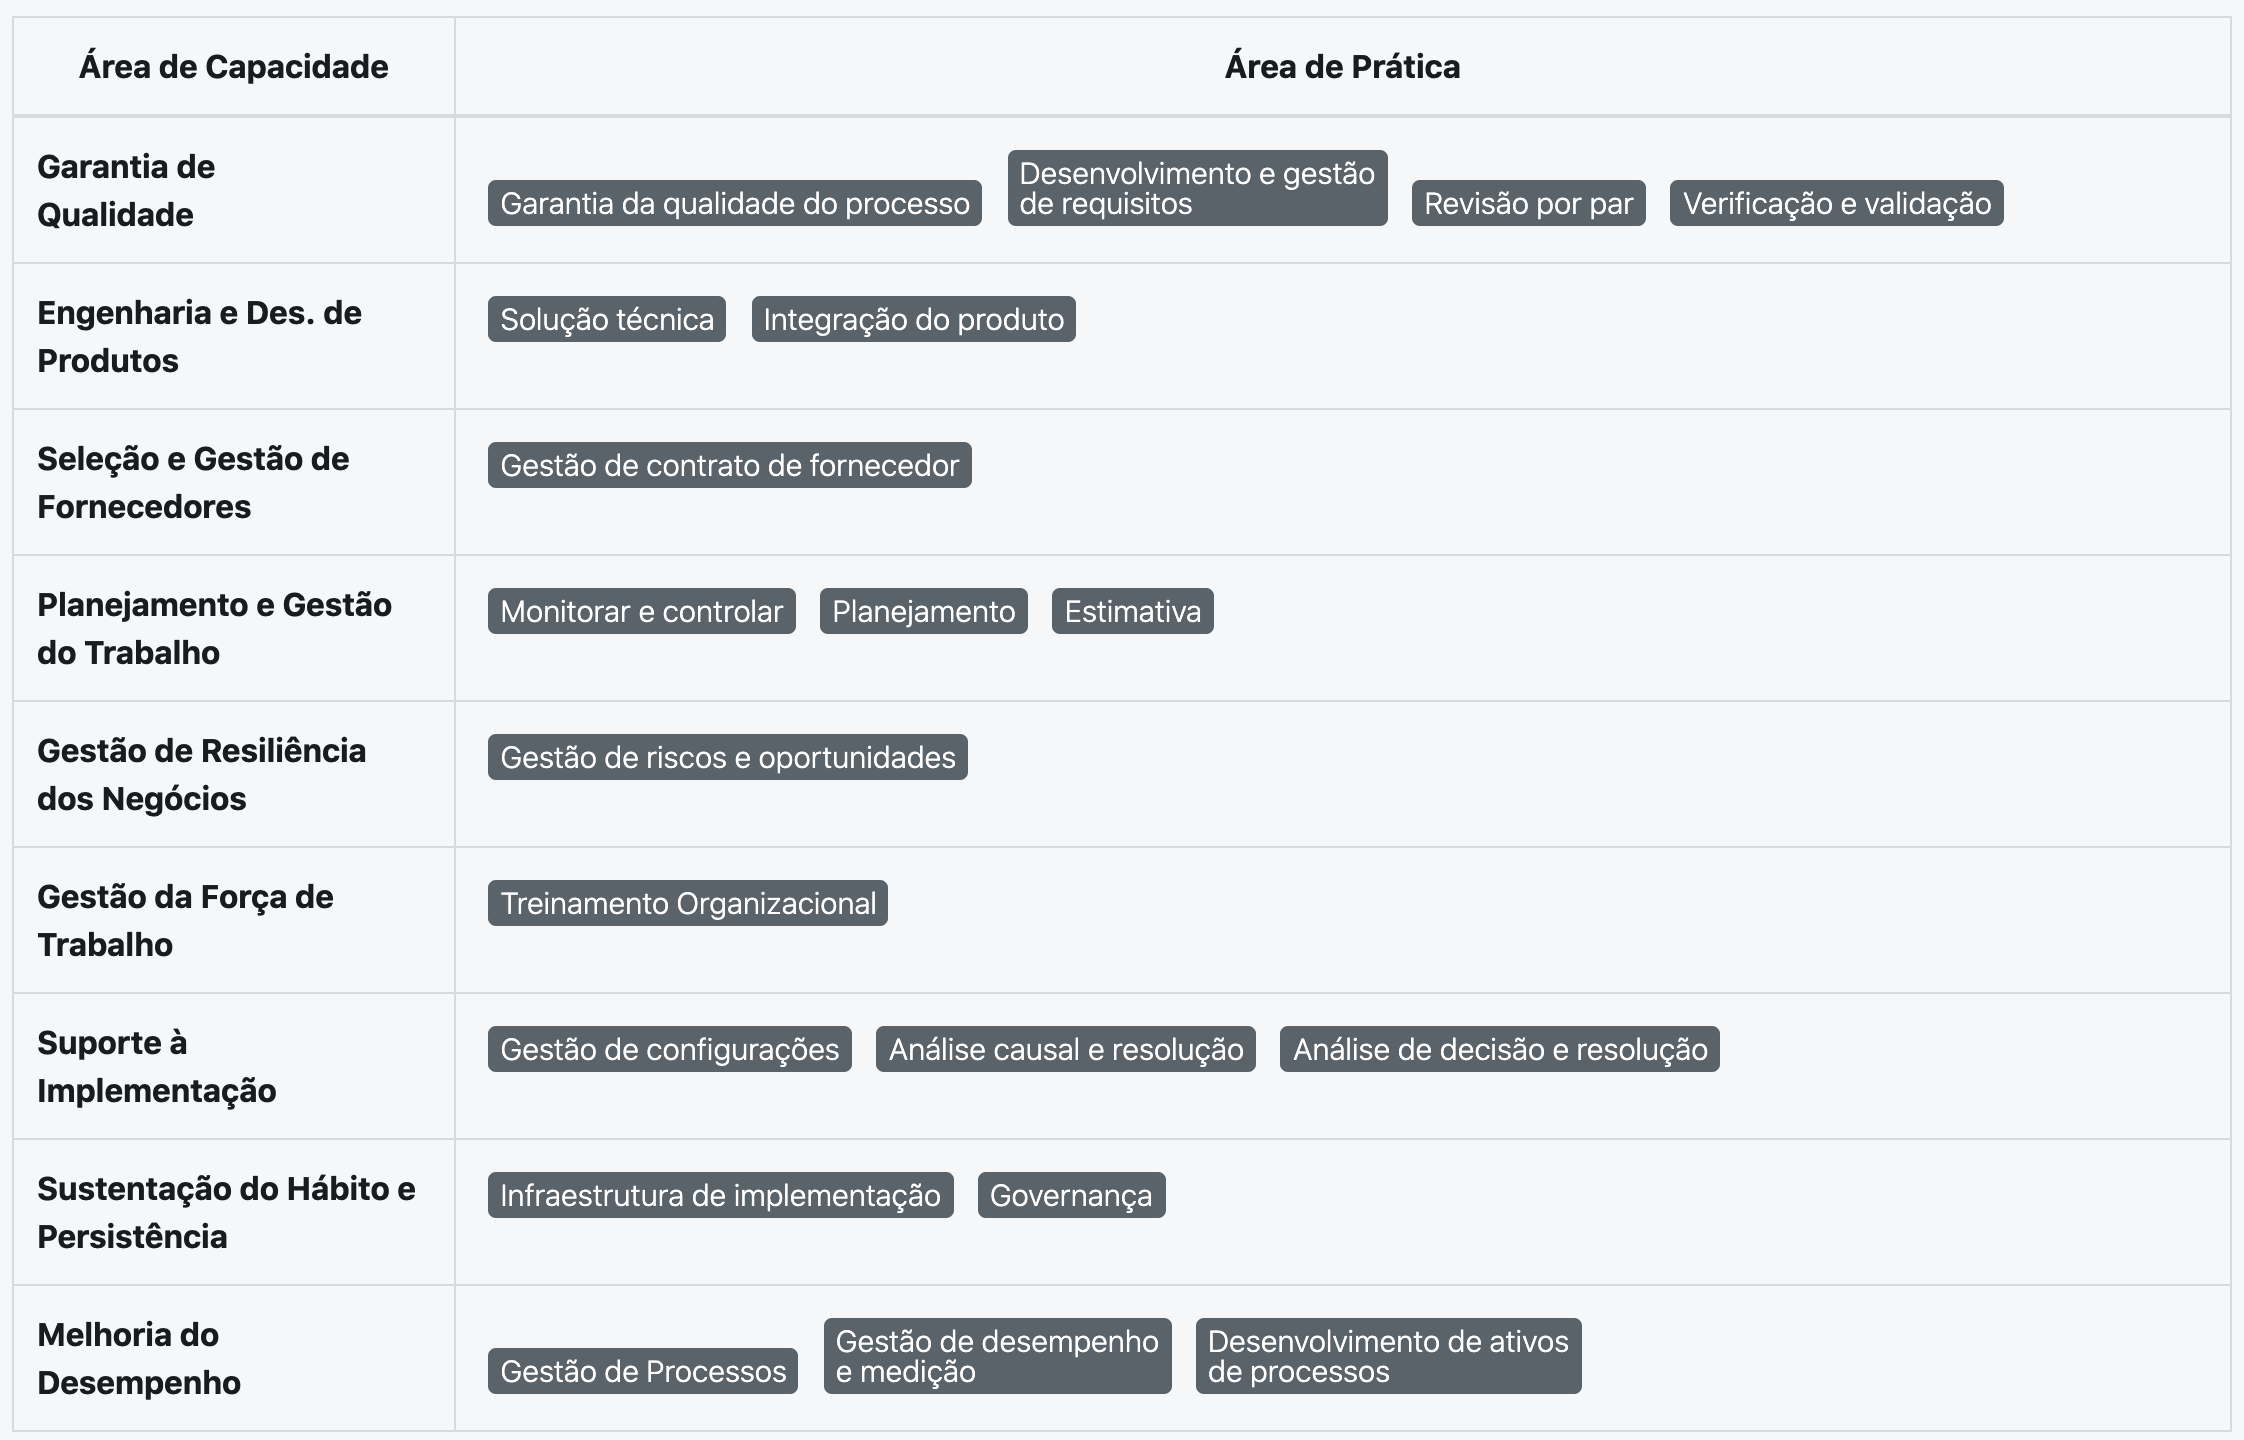 Área de Capacidade
Área de Prática
Garantia de
Qualidade
Garantia da qualidade do processo
Desenvolvimento e gestão
de requisitos
Revisão por par
Verificação e validação
Engenharia e Des. de
Produtos
Solução técnica
Integração do produto
Seleção e Gestão de
Fornecedores
Gestão de contrato de fornecedor
Planejamento e Gestão
do Trabalho
Monitorar e controlar
Planejamento
Estimativa
Gestão de Resiliência
dos Negócios
Gestão de riscos e oportunidades
Gestão da Força de
Trabalho
Treinamento Organizacional
Suporte à
Implementação
Gestão de configurações
Análise causal e resolução
Análise de decisão e resolução
Sustentação do Hábito e
Persistência
Infraestrutura de implementação
Governança
Melhoria do
Desempenho
Gestão de Processos
Gestão de desempenho
e medição
Desenvolvimento de ativos
de processos